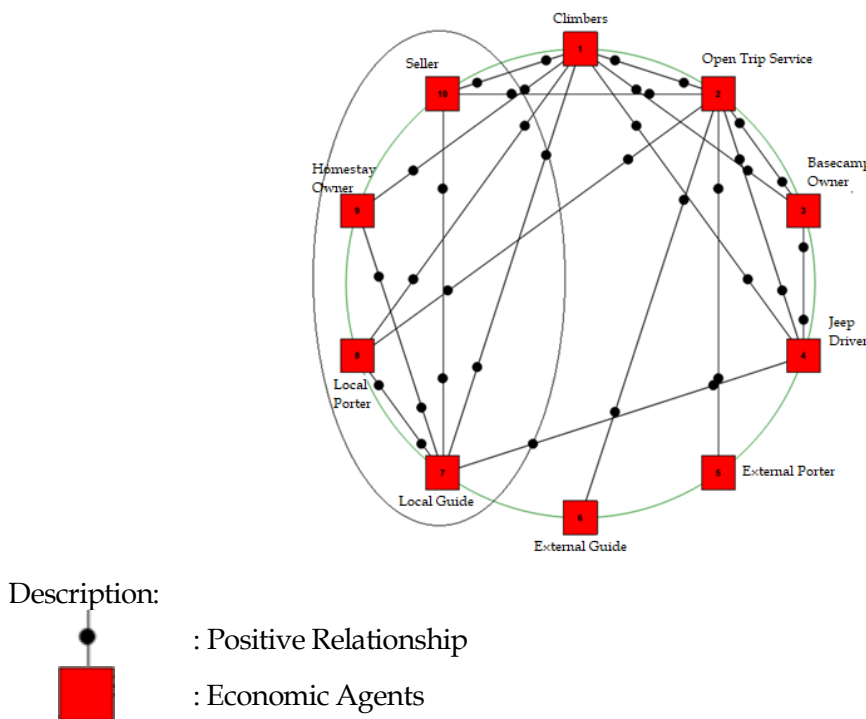 Climbers
1
Seller
Open Trip Service
10
2
Homestay
Owner
Basecamp
Owner
9
3
Jeep
Driver
8
4
Local
Porter
7
5
External Porter
Local Guide
6
External Guide
Description:
: Positive Relationship
: Economic Agents